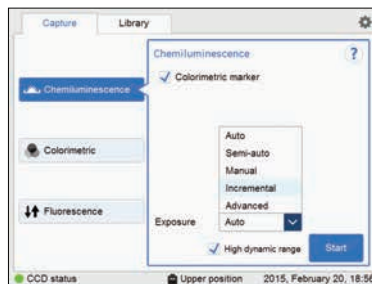 Capture
Library
Chemiluminescence
?
Colorimetric marker
Chemiluminescence
Auto
Semi-auto
Manual
Colorimetric
Incremental
Advanced
Fluorescence
Exposure
Auto
High dynamic range
Start
CCD status
Upper position
2015, February 20, 18:56